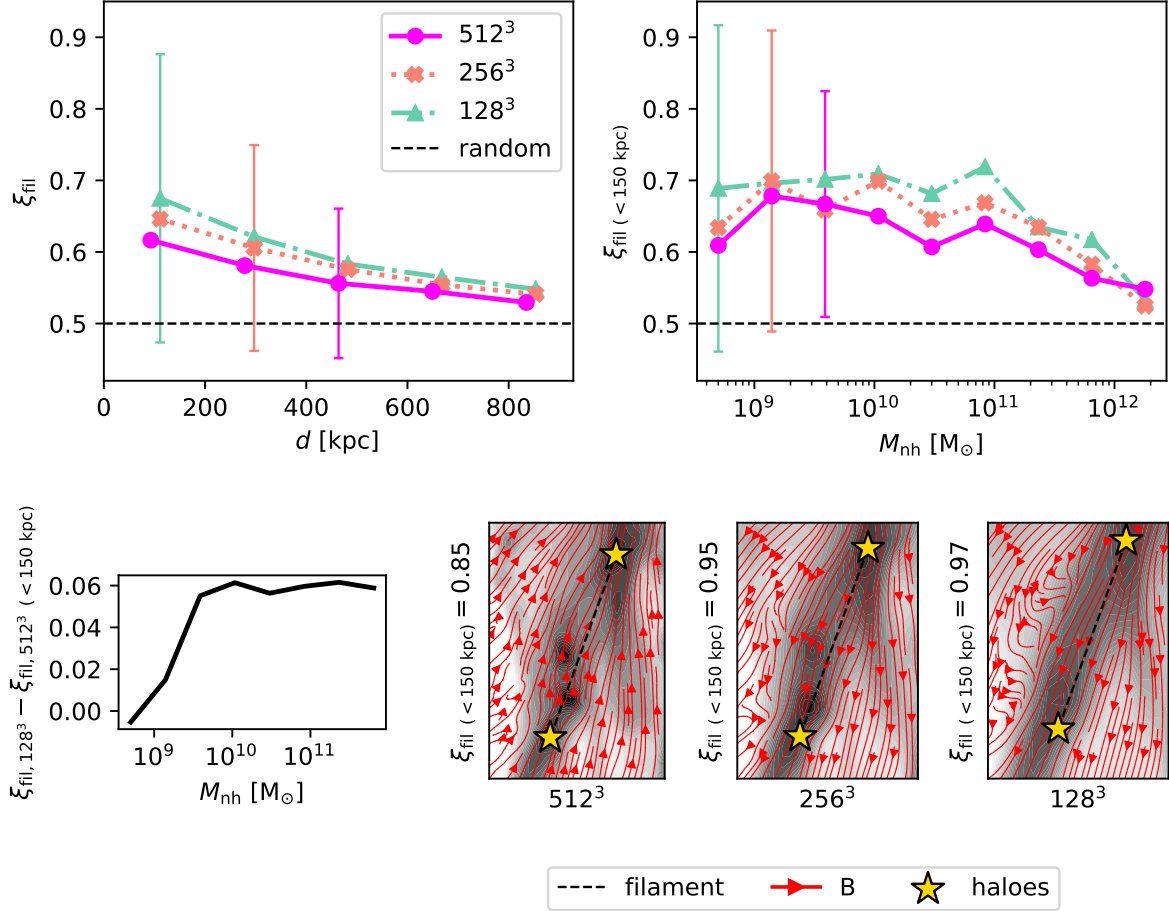 0.9
0.8
0.7
0.6
0.5
ξfil
512³
256³
128³
random
0 200 400 600 800
d [kpc]
0.9
0.8
0.7
0.6
0.5
ξfil (<150 kpc)
10⁹ 10¹⁰ 10¹¹ 10¹²
Mnh [M⊙]
ξfil, 128³ − ξfil, 512³ (<150 kpc)
0.06
0.04
0.02
0.00
10⁹ 10¹⁰ 10¹¹
Mnh [M⊙]
ξfil (<150 kpc) = 0.85
512³
ξfil (<150 kpc) = 0.95
256³
ξfil (<150 kpc) = 0.97
128³
filament B haloes